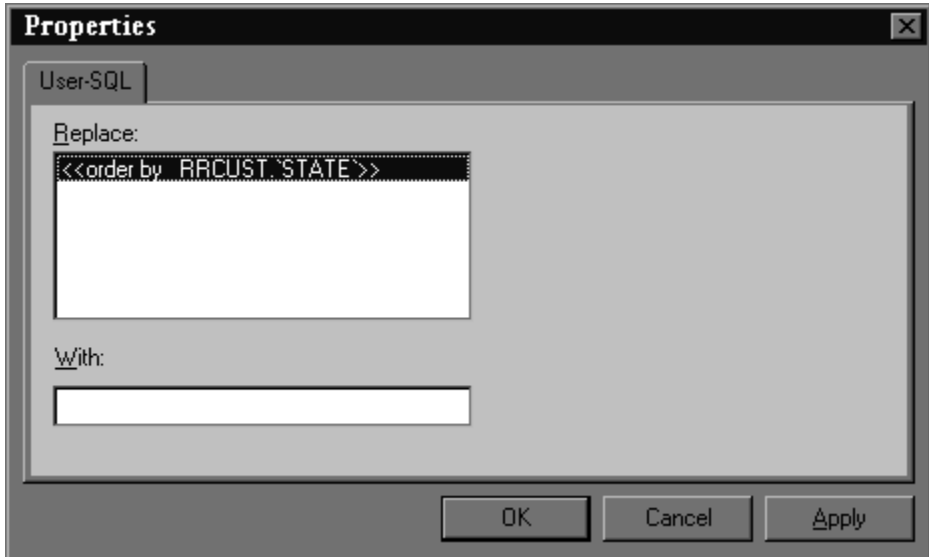 Properties
User-SQL
Replace:
<<order by   RRCUST.`STATE`>>
With:
OK
Cancel
Apply